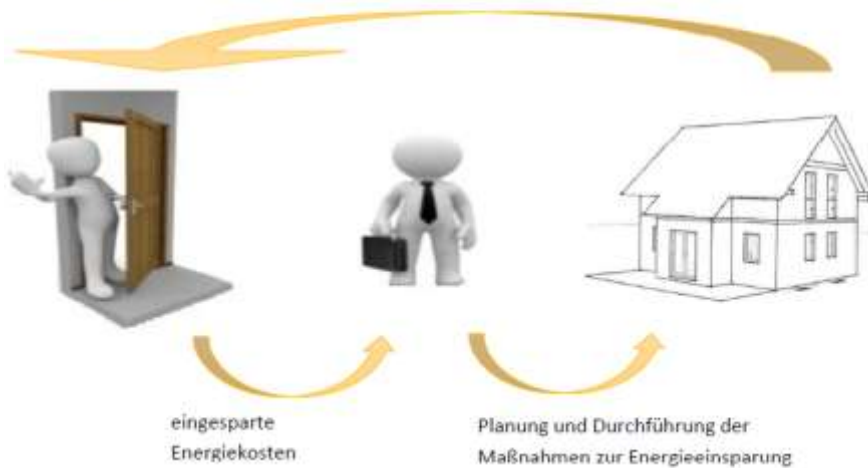 eingesparte
Energiekosten
Planung und Durchführung der
Maßnahmen zur Energieeinsparung